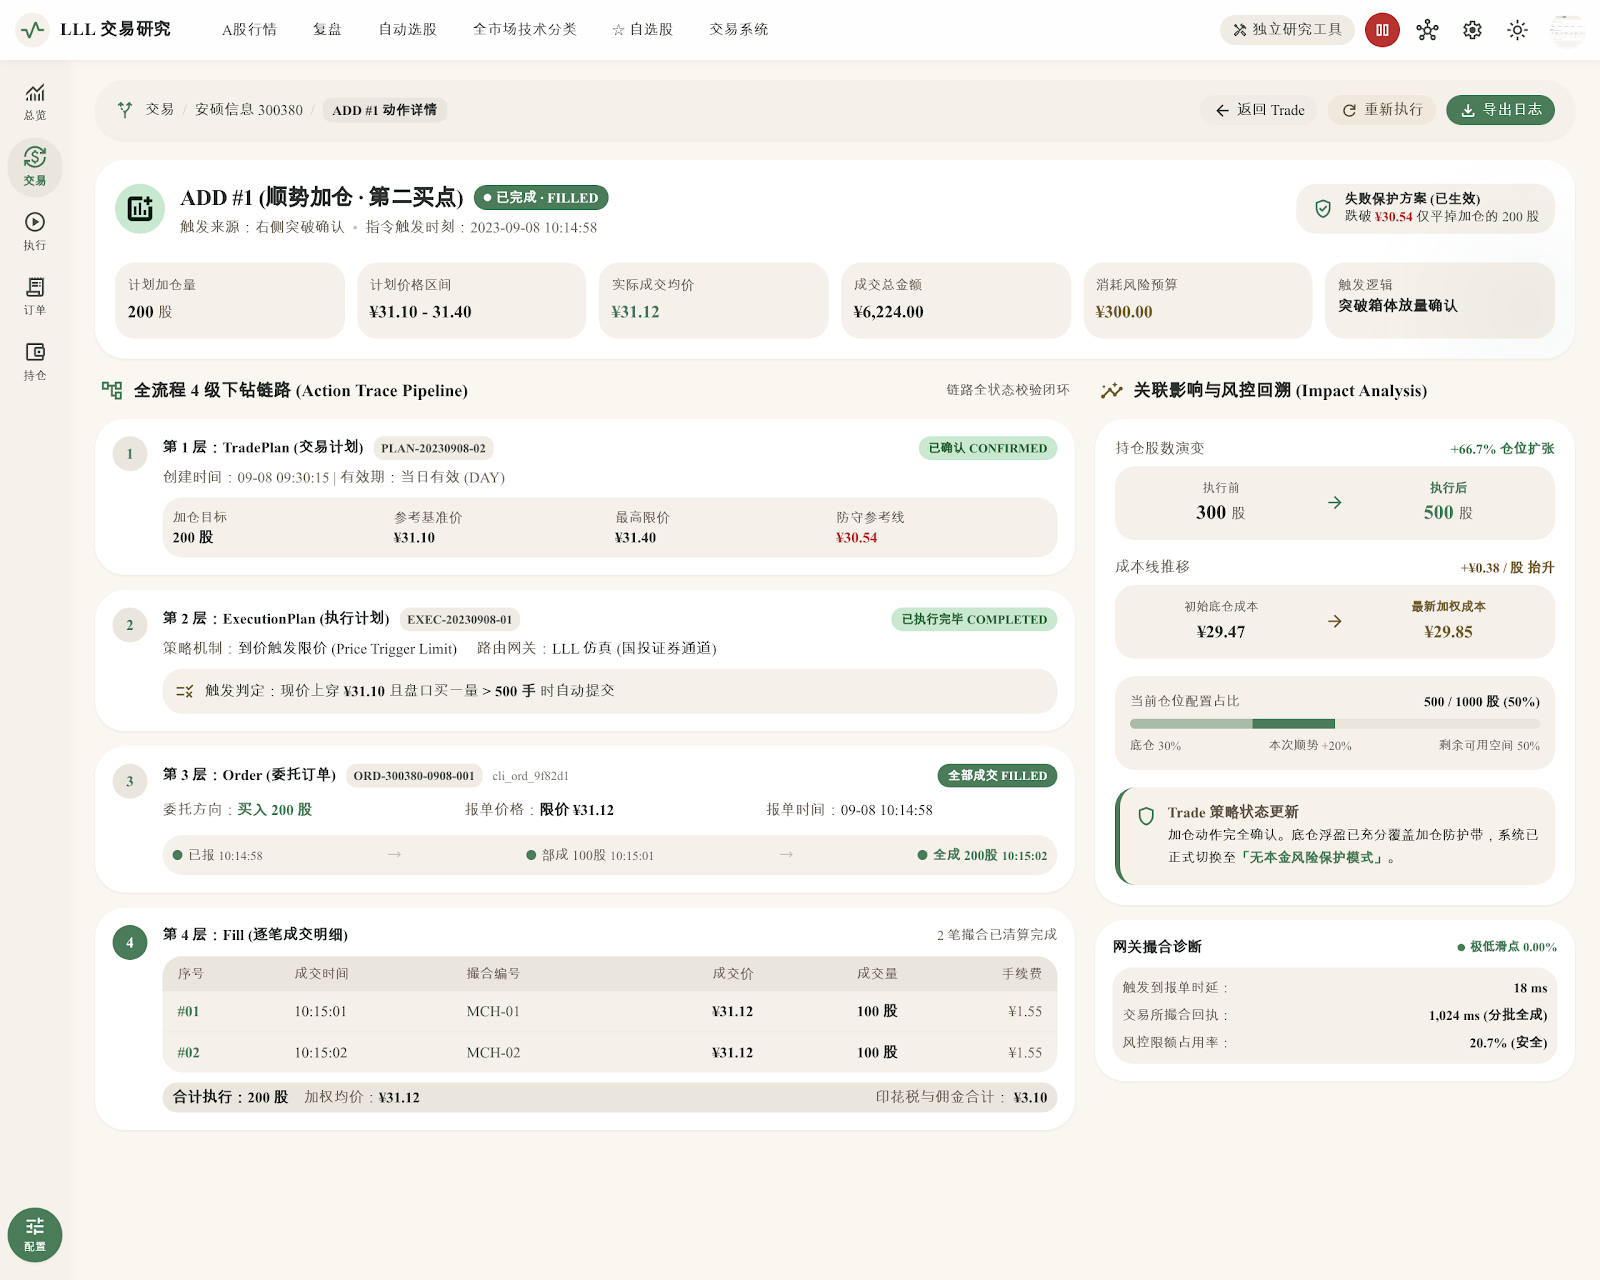 LLL 交易研究
A股行情
复盘
自动选股
全市场技术分类
☆ 自选股
交易系统
独立研究工具
总览
交易
执行
订单
持仓
配置
交易 / 安硕信息 300380 / ADD #1 动作详情
返回 Trade
重新执行
导出日志
ADD #1 (顺势加仓 · 第二买点)
已完成 · FILLED
触发来源：右侧突破确认 • 指令触发时刻：2023-09-08 10:14:58
失败保护方案 (已生效)
跌破 ¥30.54 仅平掉加仓的 200 股
计划加仓量
200 股
计划价格区间
¥31.10 - 31.40
实际成交均价
¥31.12
成交总金额
¥6,224.00
消耗风险预算
¥300.00
触发逻辑
突破箱体放量确认
全流程 4 级下钻链路 (Action Trace Pipeline)
链路全状态校验闭环
1
第 1 层：TradePlan (交易计划)
PLAN-20230908-02
已确认 CONFIRMED
创建时间：09-08 09:30:15 | 有效期：当日有效 (DAY)
加仓目标
200 股
参考基准价
¥31.10
最高限价
¥31.40
防守参考线
¥30.54
2
第 2 层：ExecutionPlan (执行计划)
EXEC-20230908-01
已执行完毕 COMPLETED
策略机制：到价触发限价 (Price Trigger Limit)
路由网关：LLL 仿真 (国投证券通道)
触发判定：现价上穿 ¥31.10 且盘口买一量 > 500 手 时自动提交
3
第 3 层：Order (委托订单)
ORD-300380-0908-001
cli_ord_9f82d1
全部成交 FILLED
委托方向：买入 200 股
报单价格：限价 ¥31.12
报单时间：09-08 10:14:58
已报 10:14:58
→
部成 100股 10:15:01
→
全成 200股 10:15:02
4
第 4 层：Fill (逐笔成交明细)
2 笔撮合已清算完成
序号 成交时间 撮合编号 成交价 成交量 手续费
#01 10:15:01 MCH-01 ¥31.12 100 股 ¥1.55
#02 10:15:02 MCH-02 ¥31.12 100 股 ¥1.55
合计执行：200 股 加权均价：¥31.12
印花税与佣金合计：¥3.10
关联影响与风控回溯 (Impact Analysis)
持仓股数演变
+66.7% 仓位扩张
执行前
300 股
执行后
500 股
成本线推移
+¥0.38 / 股 抬升
初始底仓成本
¥29.47
最新加权成本
¥29.85
当前仓位配置占比
500 / 1000 股 (50%)
底仓 30%
本次顺势 +20%
剩余可用空间 50%
Trade 策略状态更新
加仓动作完全确认。底仓浮盈已充分覆盖加仓防护带，系统已
正式切换至「无本金风险保护模式」。
网关撮合诊断
极低滑点 0.00%
触发到报单时延：
18 ms
交易所撮合回执：
1,024 ms (分批全成)
风控限额占用率：
20.7% (安全)